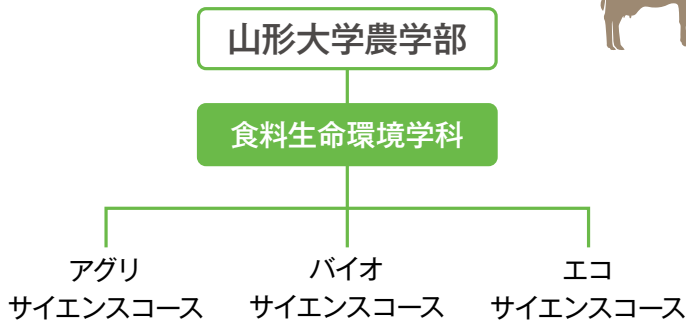 山形大学農学部
食料生命環境学科
アグリ
サイエンスコース
バイオ
サイエンスコース
エコ
サイエンスコース